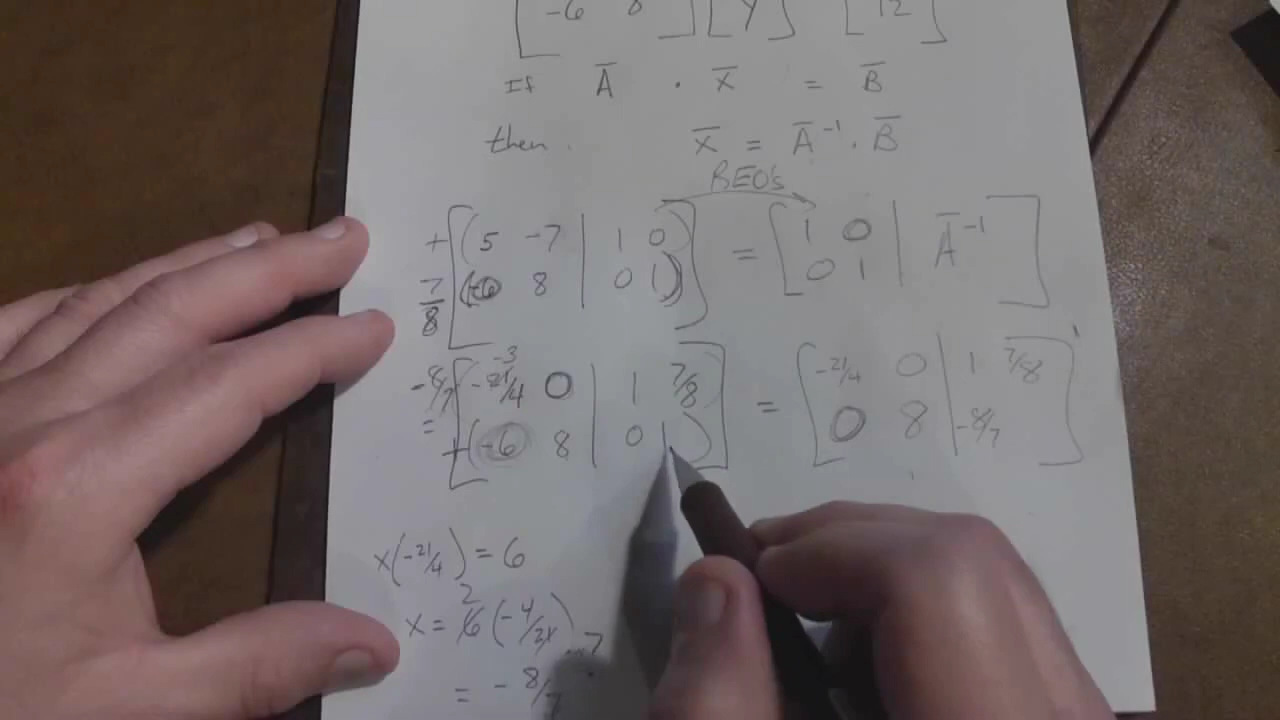 -6 8 y 12
If A̅ · X̅ = B̅
then X̅ = A̅⁻¹ · B̅
REO's
+ ( 5 -7 | 1 0 ) = 1 0 | A̅⁻¹
7/8 ( -6 8 | 0 1 ) 0 1 |
-3
-8/7 -21/4 0 | 1 7/8 = -21/4 0 | 1 7/8
= + ( -6 8 | 0 1 ) 0 8 | -8/7
x(-21/4) = 6
2
x = 6(-4/21) 7
= - 8/7